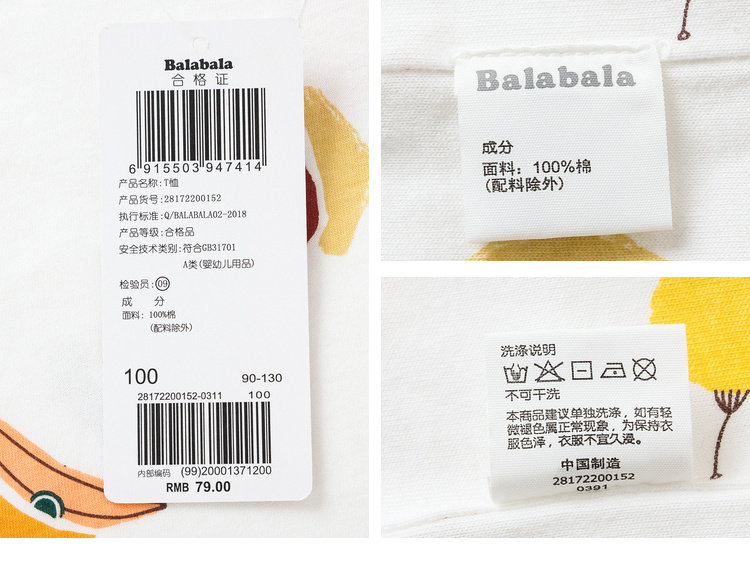 Balabala
合格证
6 915503 947414
产品名称:T恤
产品货号:28172200152
执行标准:Q/BALABALA02-2018
产品等级:合格品
安全技术类别:符合GB31701
A类(婴幼儿用品)
检验员:09
成 分
面料: 100%棉
(配料除外)
100 90-130
28172200152-0311 100
内部编码 (99)20001371200
RMB 79.00
Balabala
成分
面料: 100%棉
(配料除外)
洗涤说明
不可干洗
本商品建议单独洗涤, 如有轻
微褪色属正常现象, 为保持衣
服色泽, 衣服不宜久浸。
中国制造
28172200152
0391